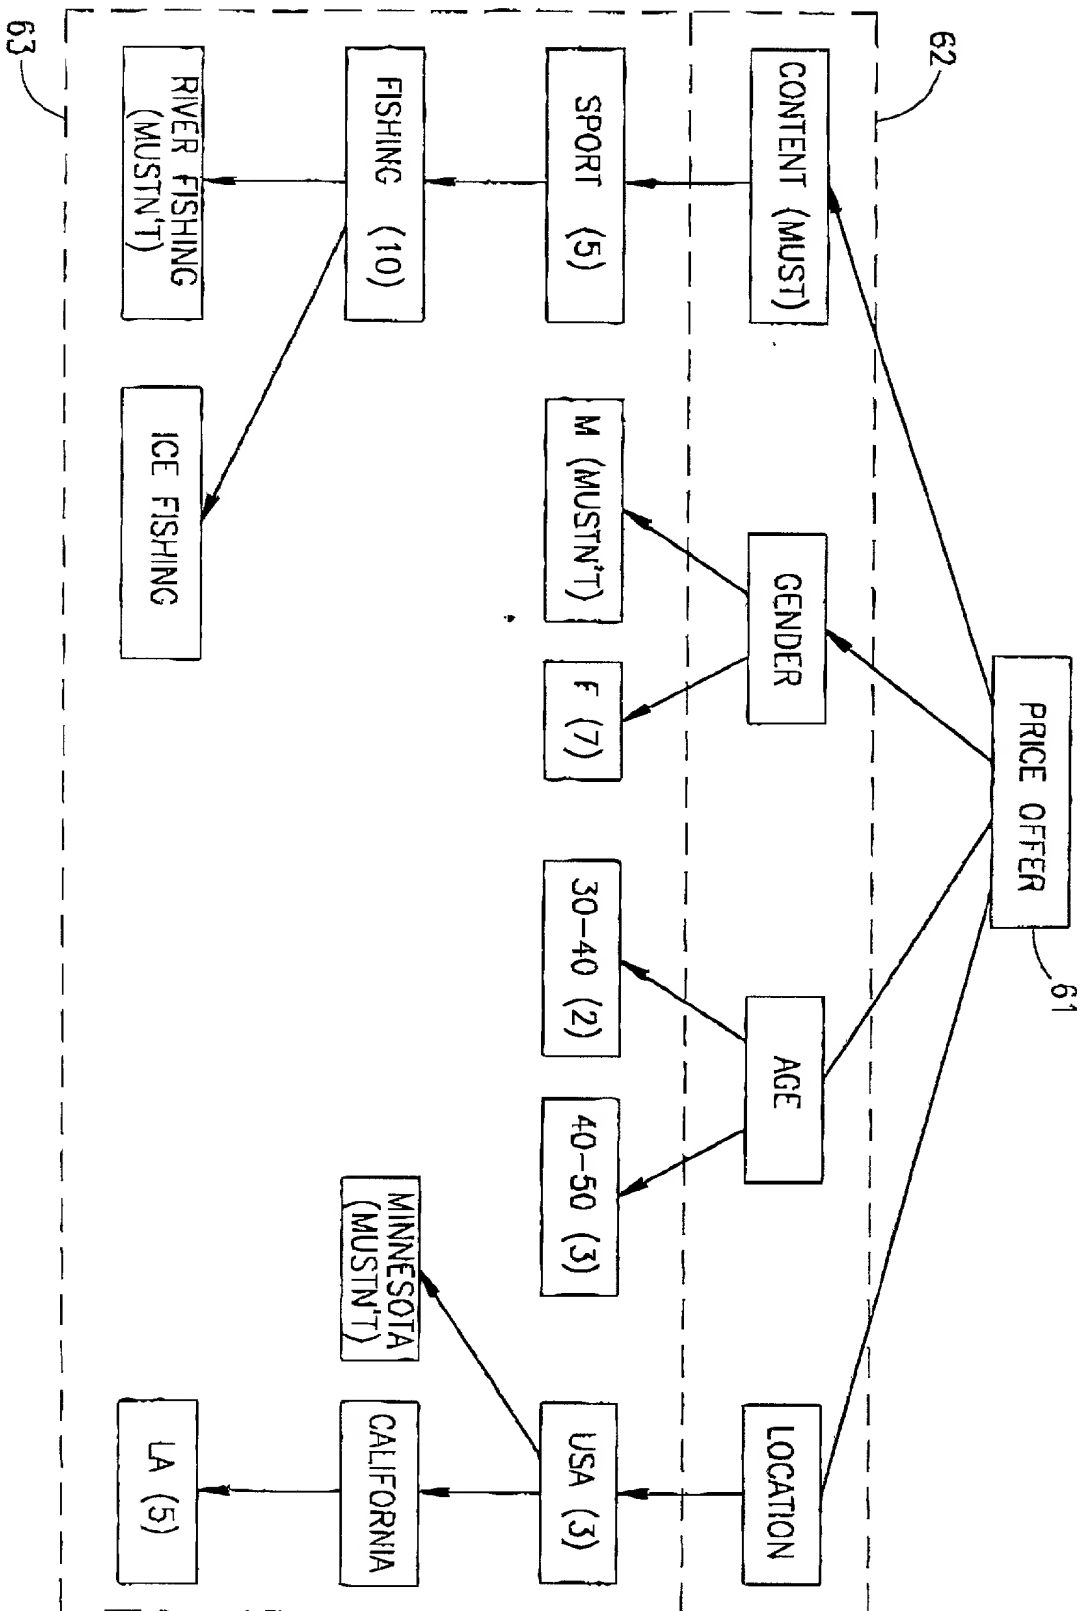 PRICE OFFER
61
62
CONTENT (MUST)
GENDER
AGE
LOCATION
SPORT (5)
M (MUSTN'T)
F (7)
30-40 (2)
40-50 (3)
USA (3)
FISHING (10)
MINNESOTA
(MUSTN'T)
CALIFORNIA
RIVER FISHING
(MUSTN'T)
ICE FISHING
LA (5)
63